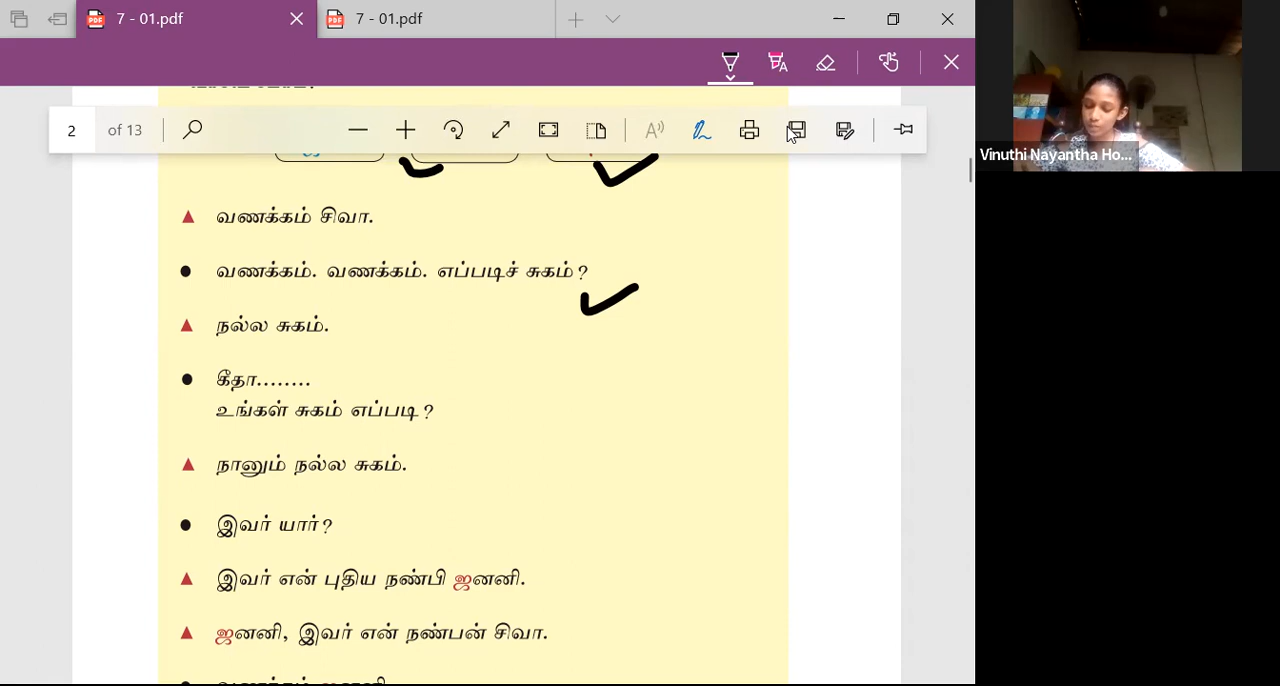 7 - 01.pdf
7 - 01.pdf
2 of 13
வணக்கம் சிவா.
வணக்கம். வணக்கம். எப்படிச் சுகம்?
நல்ல சுகம்.
கீதா........
உங்கள் சுகம் எப்படி?
நானும் நல்ல சுகம்.
இவர் யார்?
இவர் என் புதிய நண்பி ஜனனி.
ஜனனி, இவர் என் நண்பன் சிவா.
Vinuthi Nayantha Ho...